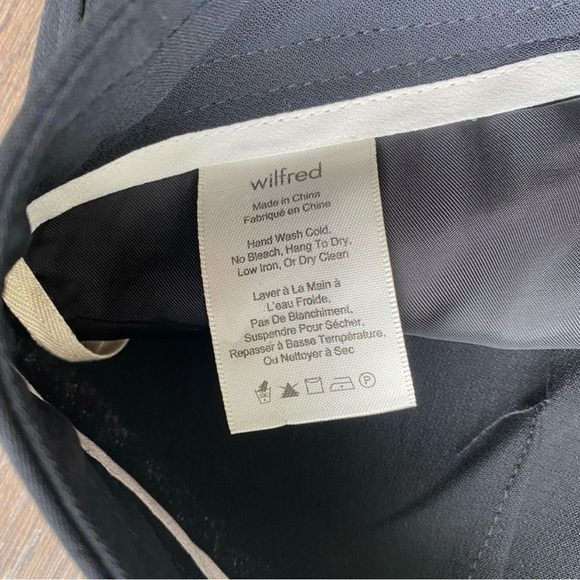 wilfred
Made in China
Fabriqué en Chine
Hand Wash Cold,
No Bleach, Hang To Dry,
Low Iron, Or Dry Clean
Laver à La Main à
L'eau Froide,
Pas De Blanchiment,
Suspendre Pour Sécher,
Repasser à Basse Température,
Ou Nettoyer à Sec
P